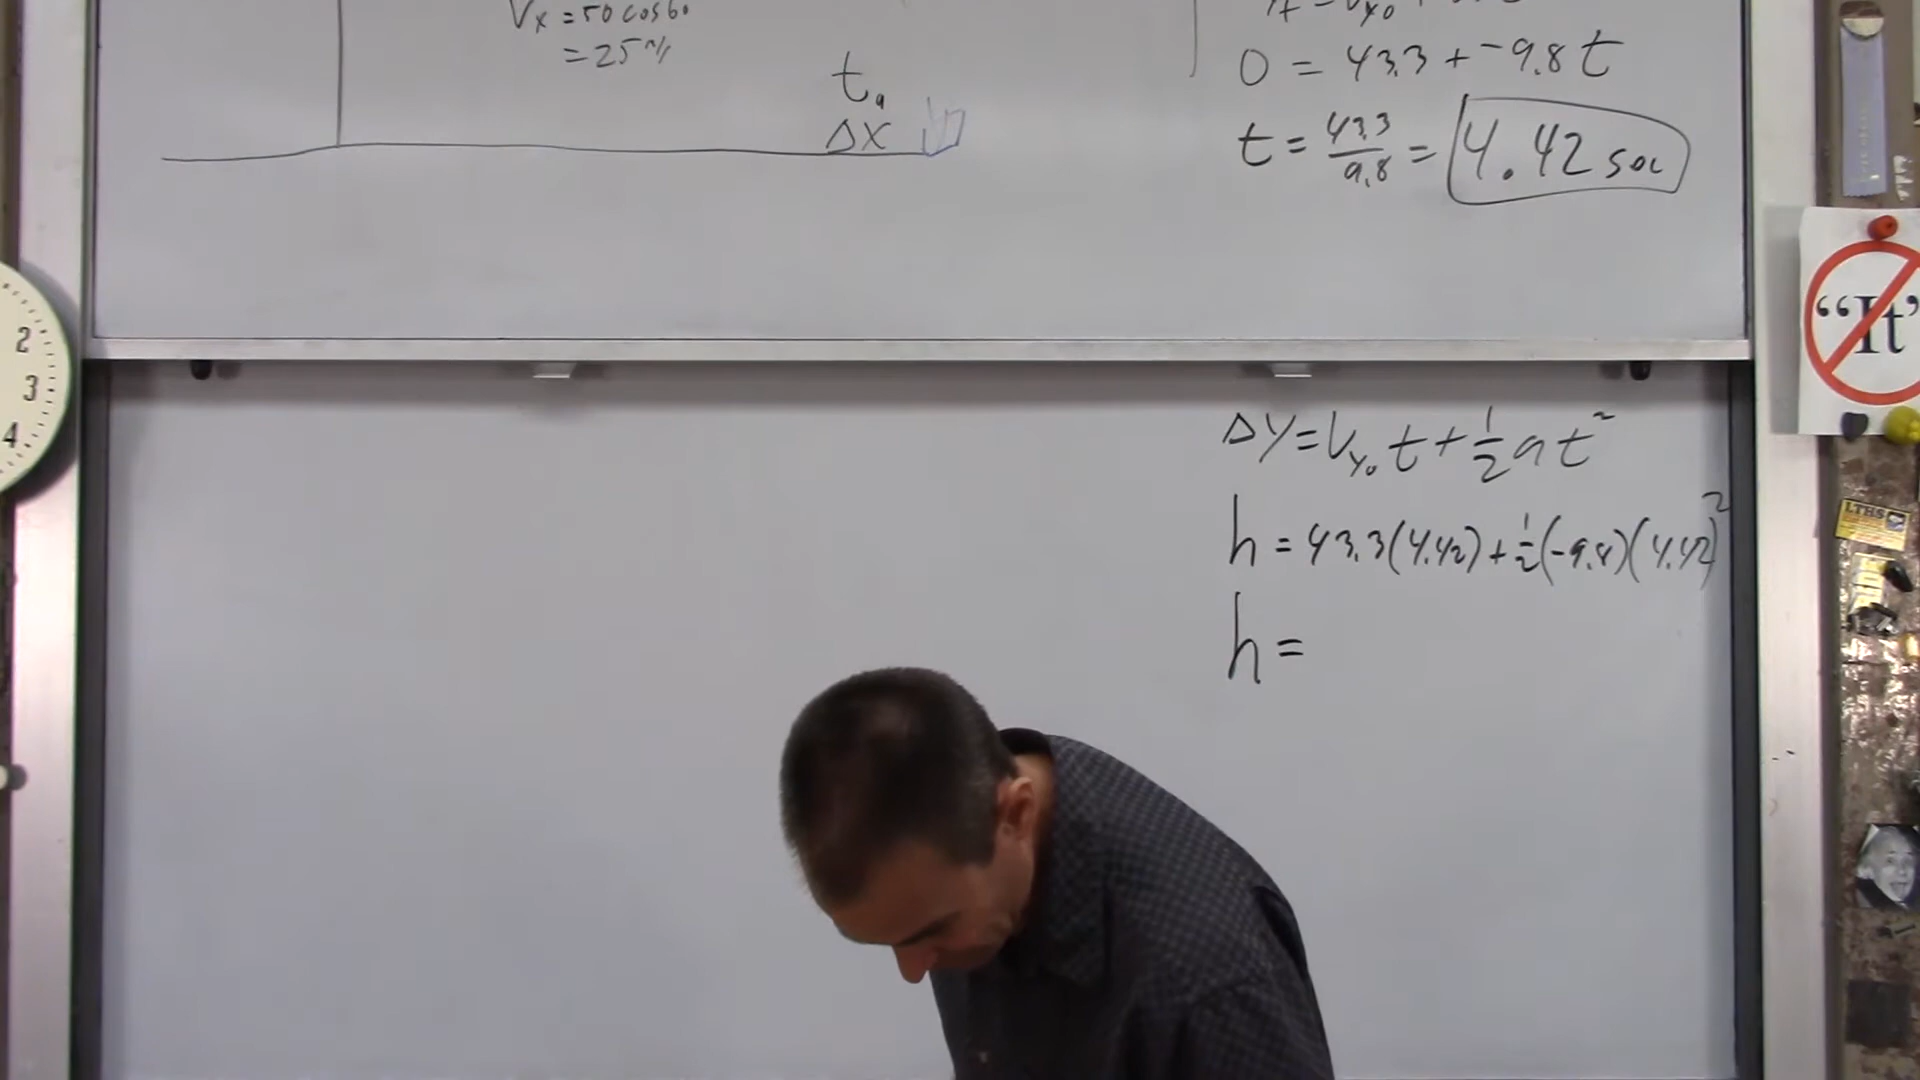 Vx = 50 cos 60
= 25 m/s
t.
Δx
0 = 43.3 + -9.8 t
t = 43.3/9.8 = 4.42 sec
ΔY = Vy₀ t + 1/2 a t²
h = 43.3(4.42) + 1/2(-9.8)(4.42)²
h =
2
3
4
"It"
LTHS